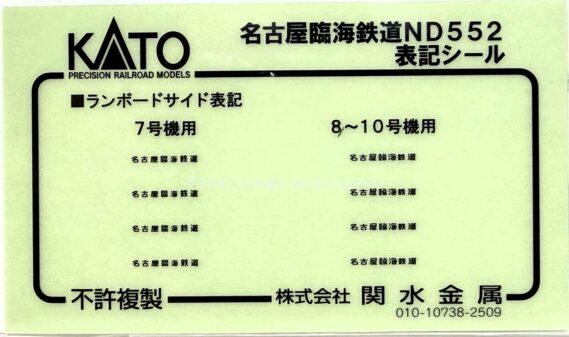 KATO
PRECISION RAILROAD MODELS
名古屋臨海鉄道ND552
表記シール
■ランボードサイド表記
7号機用 8〜10号機用
名古屋臨海鉄道 名古屋臨海鉄道
名古屋臨海鉄道 名古屋臨海鉄道
名古屋臨海鉄道 名古屋臨海鉄道
名古屋臨海鉄道 名古屋臨海鉄道
不許複製 株式会社 関水金属
010-10738-2509